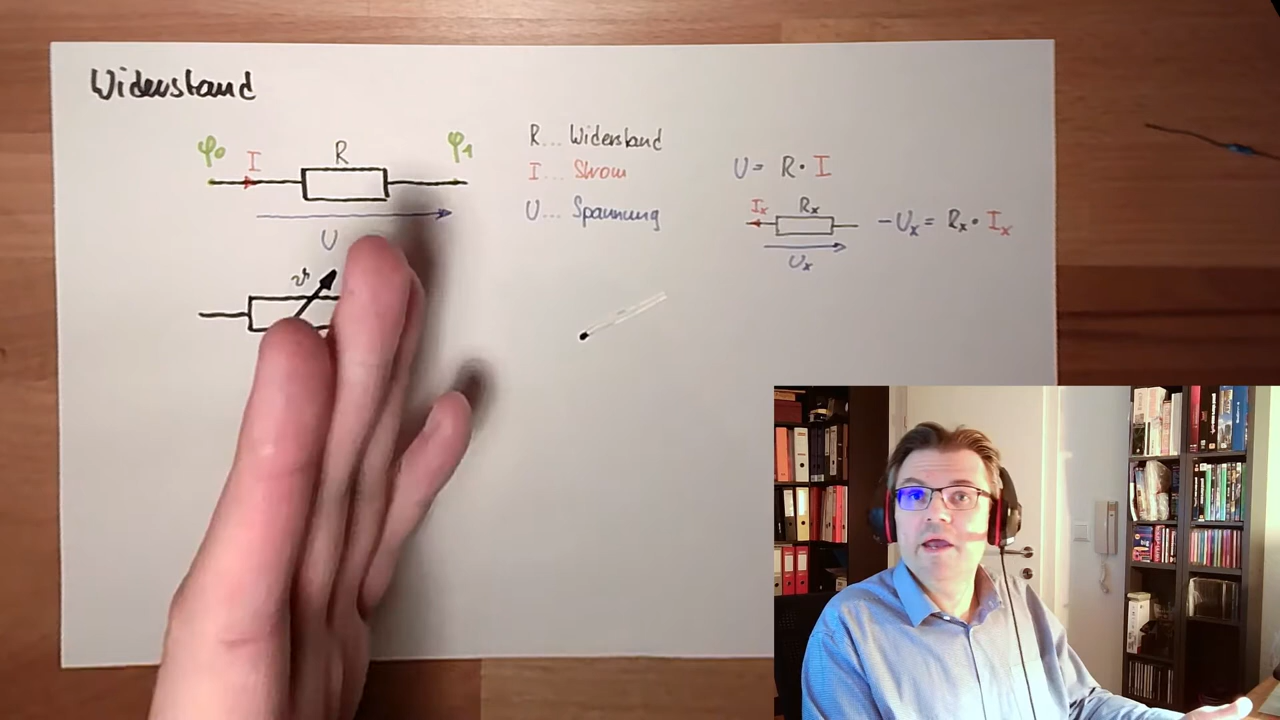 Widerstand
φ0 I R φ1
U
ϑ
R... Widerstand
I... Strom
U... Spannung
U = R · I
Ix Rx
Ux
-Ux = Rx · Ix